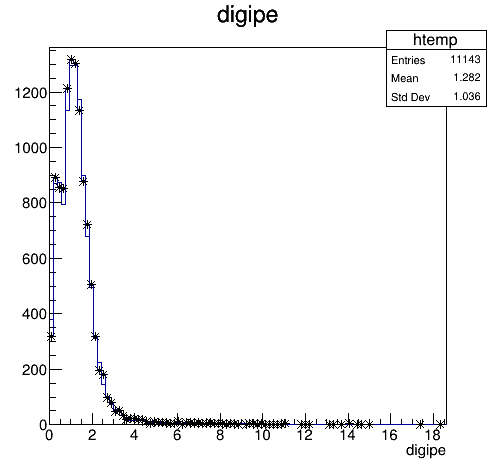 digipe
htemp
Entries 11143
Mean 1.282
Std Dev 1.036
1200
1000
800
600
400
200
0
0 2 4 6 8 10 12 14 16 18
digipe